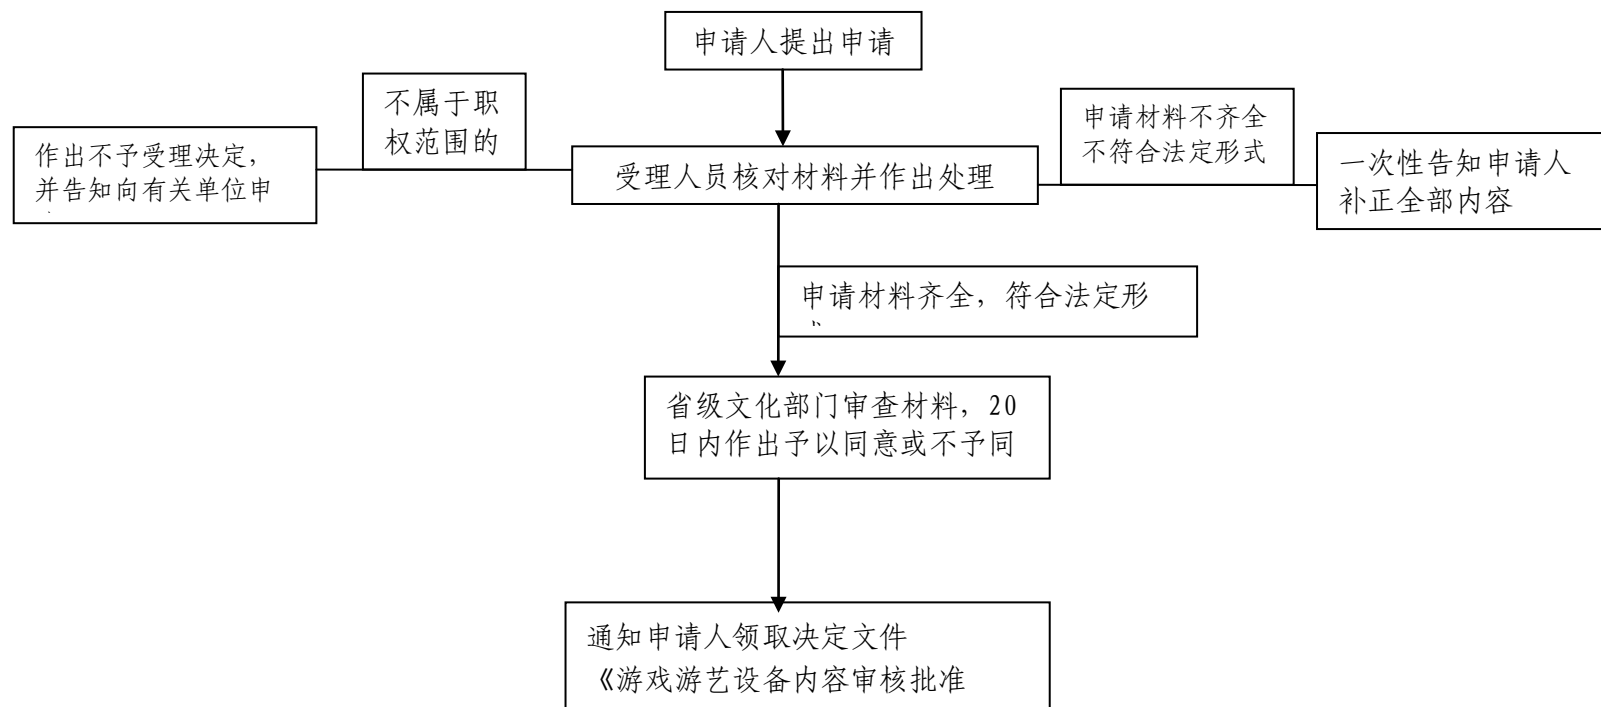 申请人提出申请
不属于职
权范围的
申请材料不齐全
不符合法定形式
作出不予受理决定，
并告知向有关单位申
受理人员核对材料并作出处理
一次性告知申请人
补正全部内容
申请材料齐全，符合法定形
省级文化部门审查材料，20
日内作出予以同意或不予同
通知申请人领取决定文件
《游戏游艺设备内容审核批准